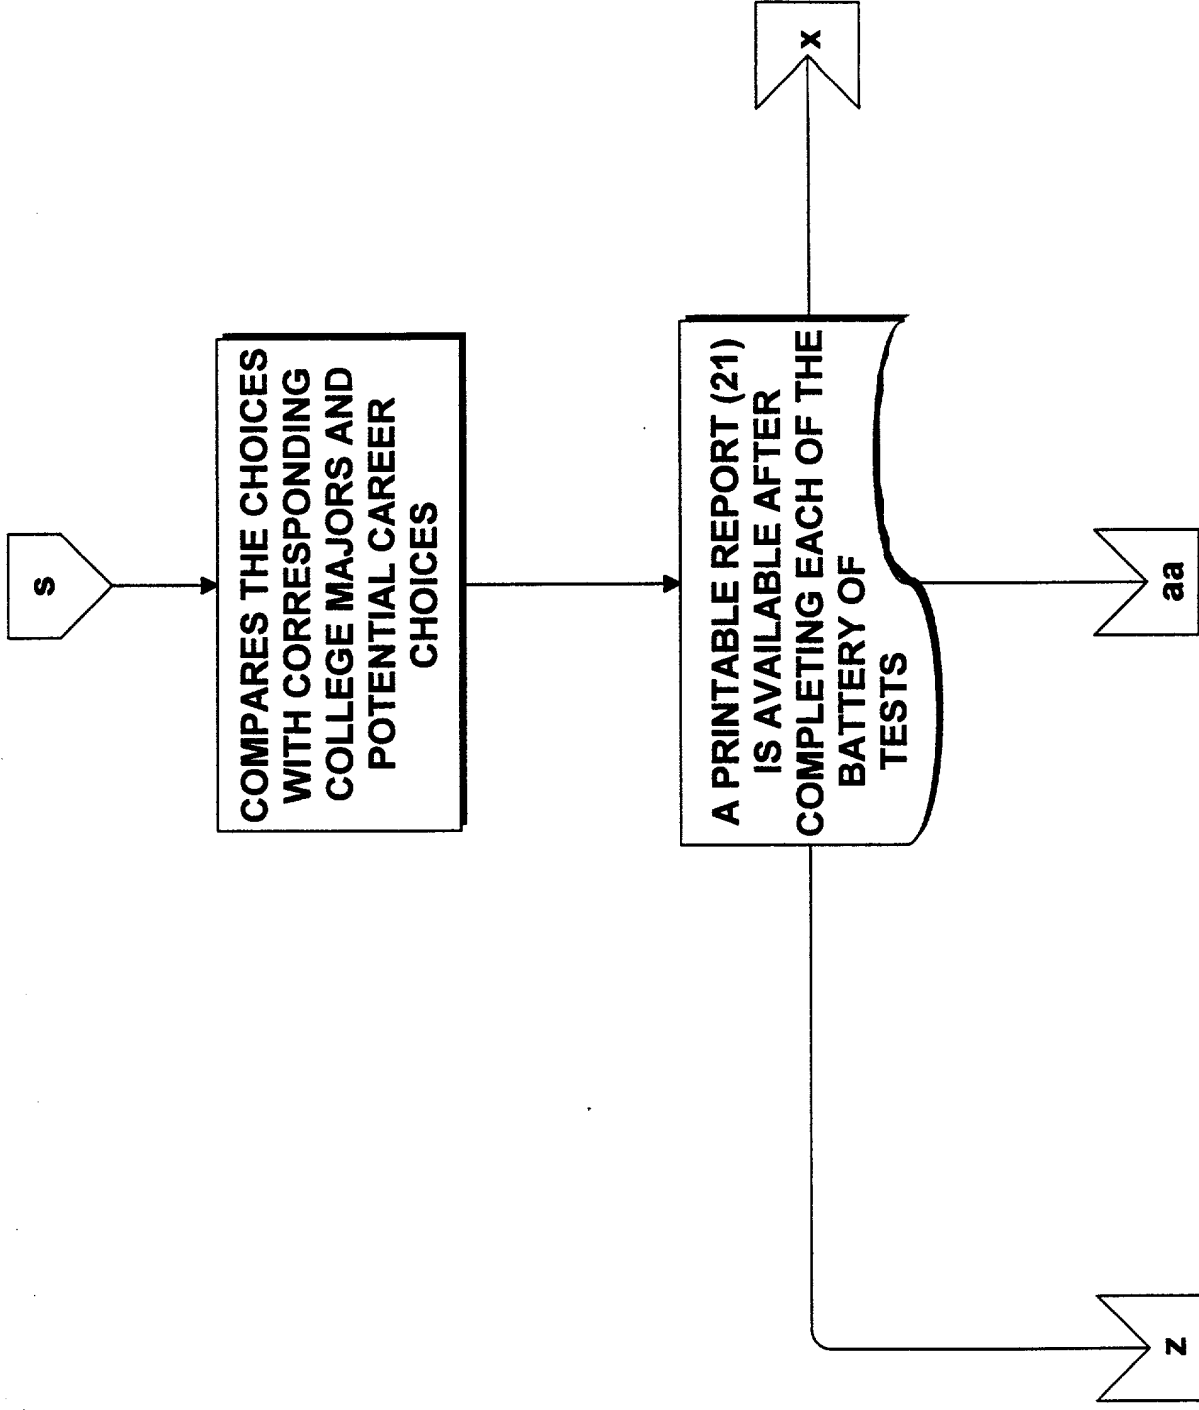 s
COMPARES THE CHOICES
WITH CORRESPONDING
COLLEGE MAJORS AND
POTENTIAL CAREER
CHOICES
A PRINTABLE REPORT (21)
IS AVAILABLE AFTER
COMPLETING EACH OF THE
BATTERY OF
TESTS
x
aa
z